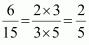 6/15 = (2 × 3)/(3 × 5) = 2/5